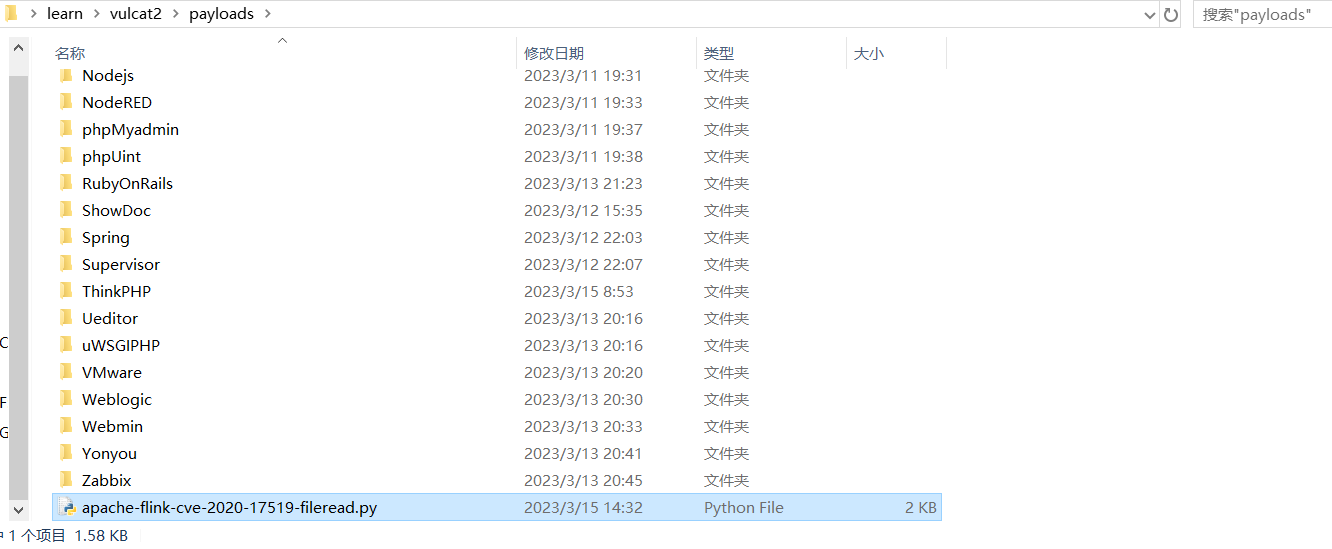 learn > vulcat2 > payloads > 搜索"payloads"
名称 修改日期 类型 大小
Nodejs 2023/3/11 19:31 文件夹
NodeRED 2023/3/11 19:33 文件夹
phpMyadmin 2023/3/11 19:37 文件夹
phpUint 2023/3/11 19:38 文件夹
RubyOnRails 2023/3/13 21:23 文件夹
ShowDoc 2023/3/12 15:35 文件夹
Spring 2023/3/12 22:03 文件夹
Supervisor 2023/3/12 22:07 文件夹
ThinkPHP 2023/3/15 8:53 文件夹
Ueditor 2023/3/13 20:16 文件夹
uWSGIPHP 2023/3/13 20:16 文件夹
VMware 2023/3/13 20:20 文件夹
Weblogic 2023/3/13 20:30 文件夹
Webmin 2023/3/13 20:33 文件夹
Yonyou 2023/3/13 20:41 文件夹
Zabbix 2023/3/13 20:45 文件夹
apache-flink-cve-2020-17519-fileread.py 2023/3/15 14:32 Python File 2 KB
1 个项目 1.58 KB